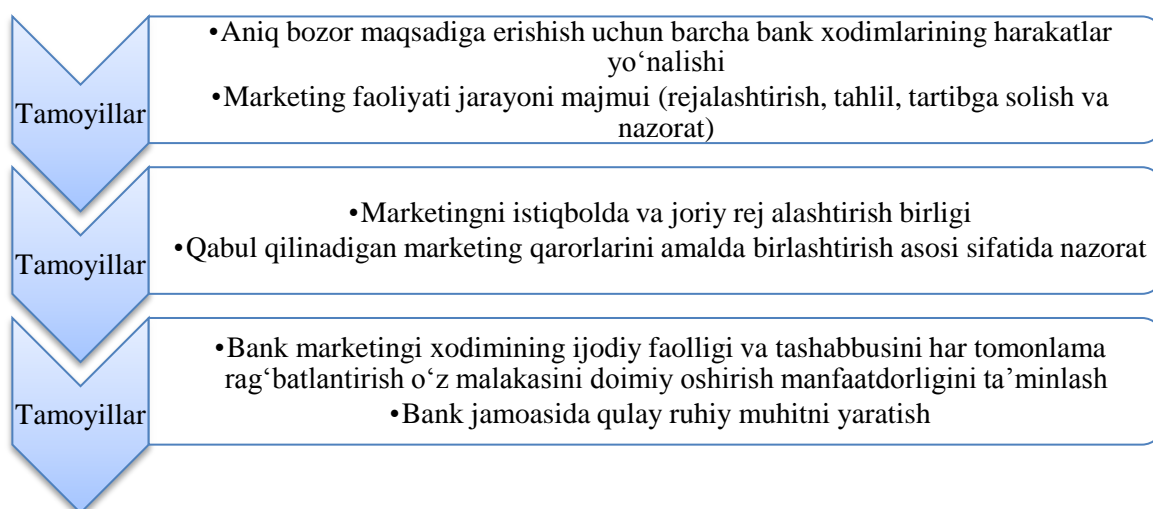 Tamoyillar
•Aniq bozor maqsadiga erishish uchun barcha bank xodimlarining harakatlar
yo‘nalishi
•Marketing faoliyati jarayoni majmui (rejalashtirish, tahlil, tartibga solish va
nazorat)
Tamoyillar
•Marketingni istiqbolda va joriy rej alashtirish birligi
•Qabul qilinadigan marketing qarorlarini amalda birlashtirish asosi sifatida nazorat
Tamoyillar
•Bank marketingi xodimining ijodiy faolligi va tashabbusini har tomonlama
rag‘batlantirish o‘z malakasini doimiy oshirish manfaatdorligini ta’minlash
•Bank jamoasida qulay ruhiy muhitni yaratish